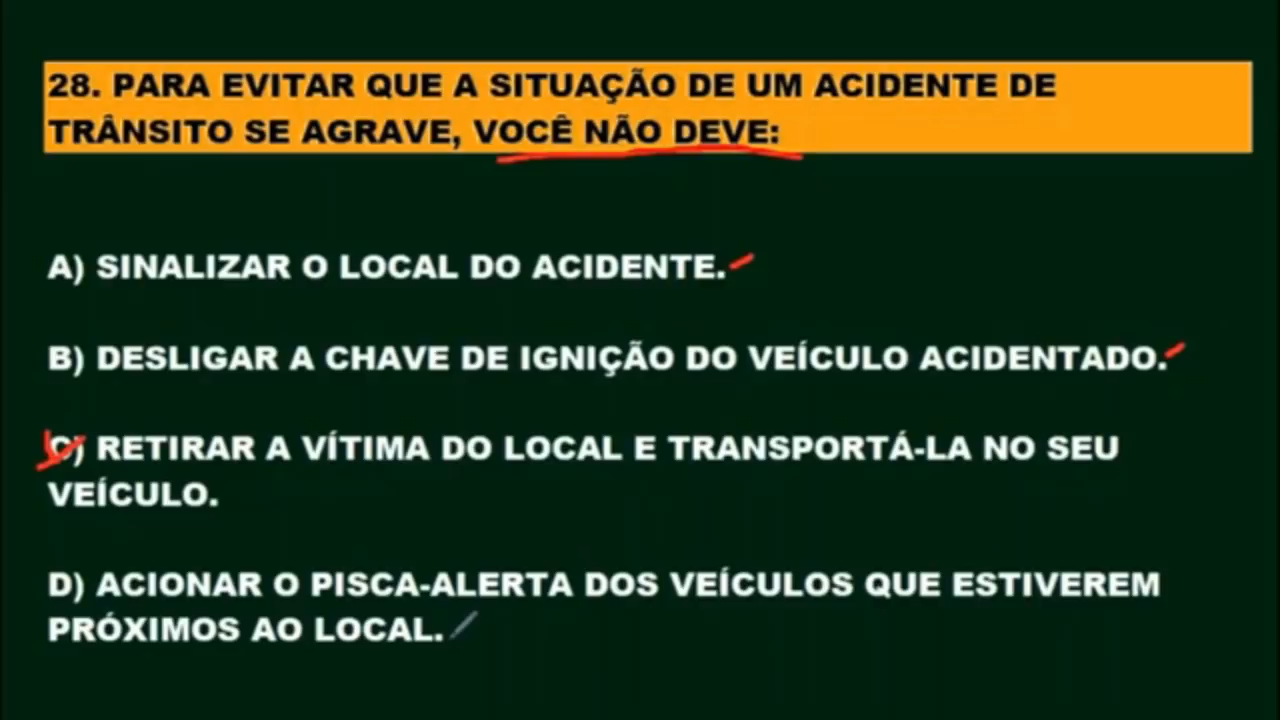 28. PARA EVITAR QUE A SITUAÇÃO DE UM ACIDENTE DE
TRÂNSITO SE AGRAVE, VOCÊ NÃO DEVE:
A) SINALIZAR O LOCAL DO ACIDENTE.
B) DESLIGAR A CHAVE DE IGNIÇÃO DO VEÍCULO ACIDENTADO.
C) RETIRAR A VÍTIMA DO LOCAL E TRANSPORTÁ-LA NO SEU
VEÍCULO.
D) ACIONAR O PISCA-ALERTA DOS VEÍCULOS QUE ESTIVEREM
PRÓXIMOS AO LOCAL.